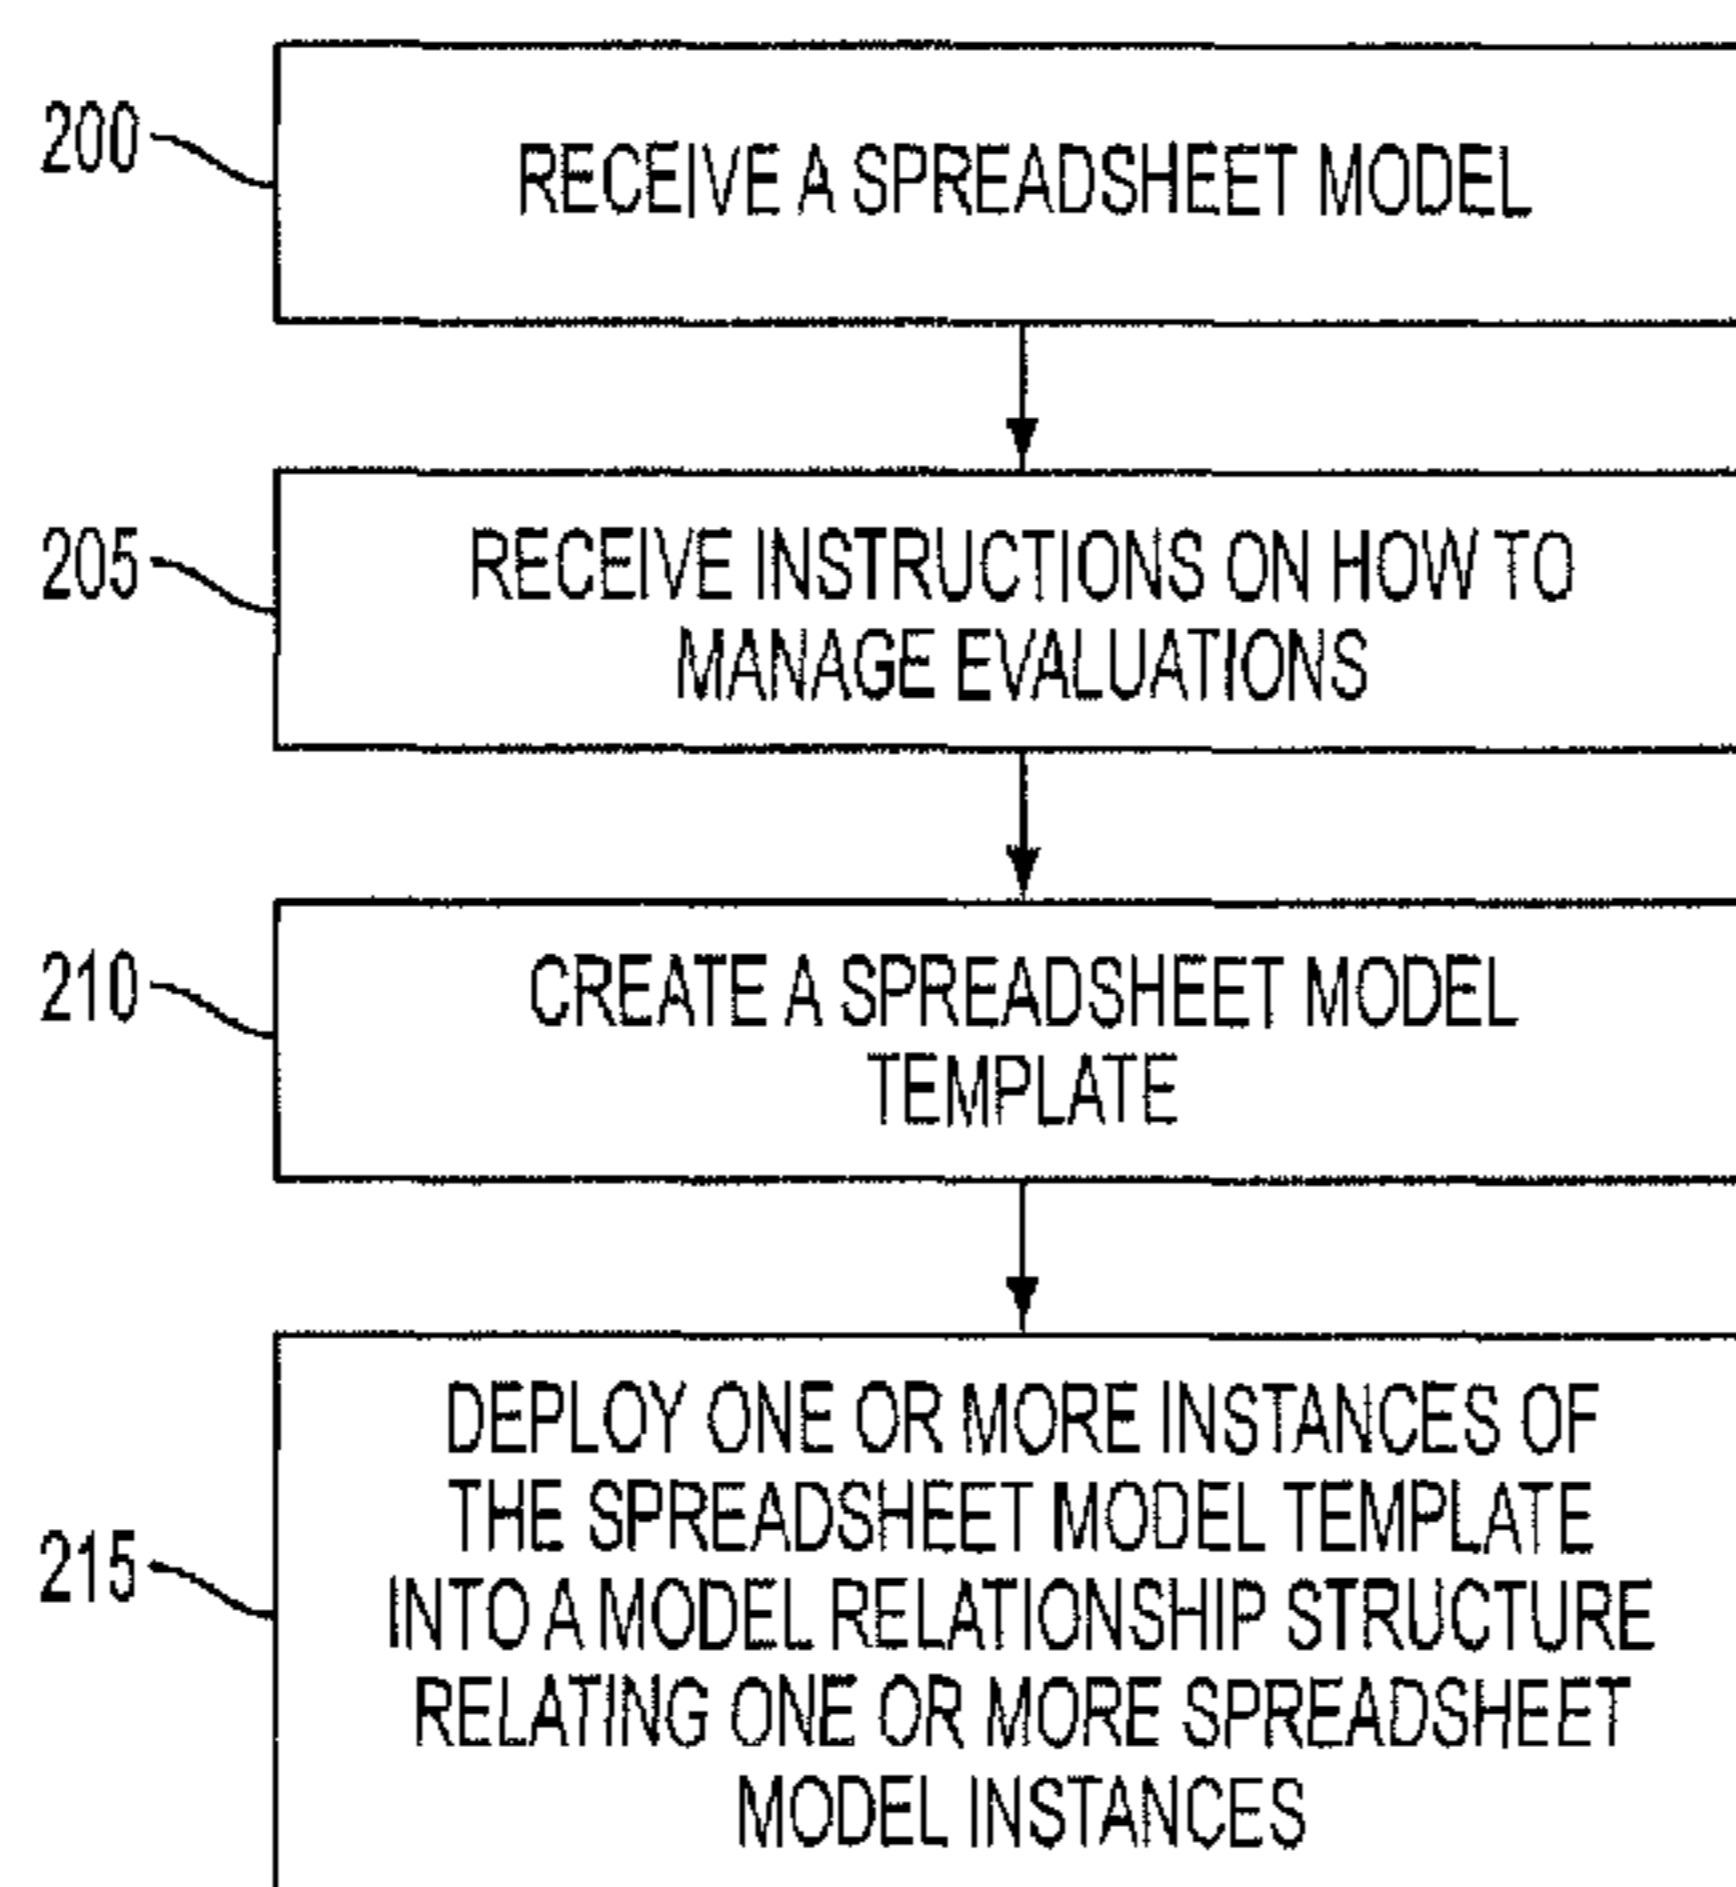 200
RECEIVE A SPREADSHEET MODEL
205
RECEIVE INSTRUCTIONS ON HOW TO
MANAGE EVALUATIONS
210
CREATE A SPREADSHEET MODEL
TEMPLATE
215
DEPLOY ONE OR MORE INSTANCES OF
THE SPREADSHEET MODEL TEMPLATE
INTO A MODEL RELATIONSHIP STRUCTURE
RELATING ONE OR MORE SPREADSHEET
MODEL INSTANCES